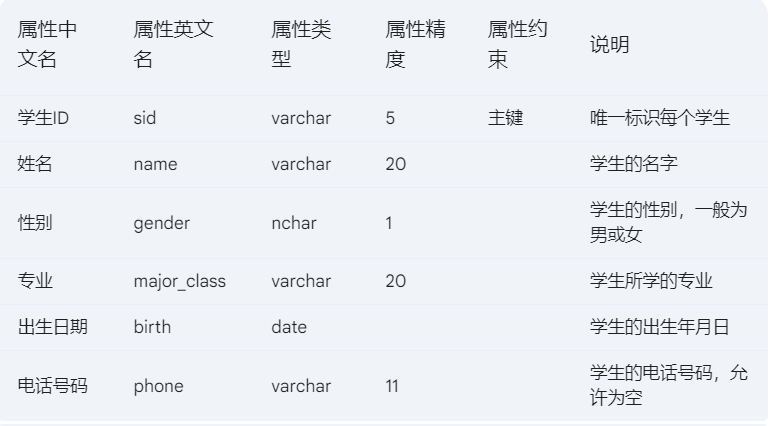 属性中文名 属性英文名 属性类型 属性精度 属性约束 说明
学生ID sid varchar 5 主键 唯一标识每个学生
姓名 name varchar 20 学生的名字
性别 gender nchar 1 学生的性别，一般为男或女
专业 major_class varchar 20 学生所学的专业
出生日期 birth date 学生的出生年月日
电话号码 phone varchar 11 学生的电话号码，允许为空